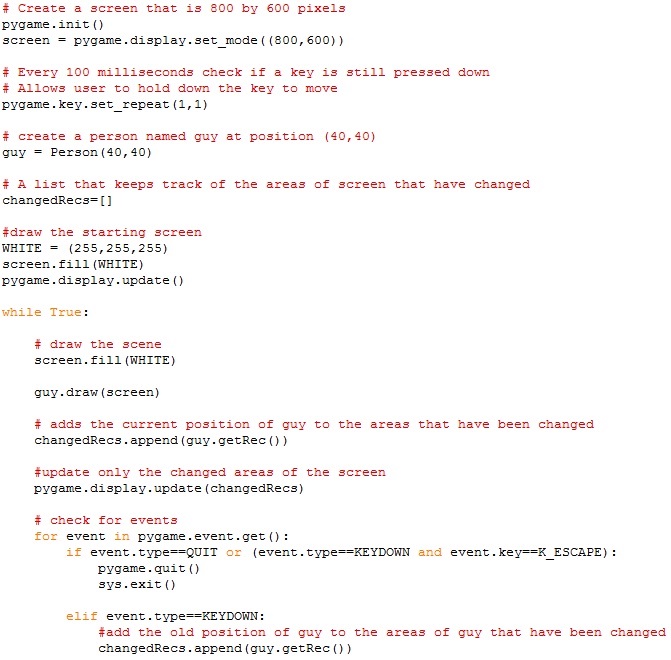 # Create a screen that is 800 by 600 pixels
pygame.init()
screen = pygame.display.set_mode((800,600))
# Every 100 milliseconds check if a key is still pressed down
# Allows user to hold down the key to move
pygame.key.set_repeat(1,1)
# create a person named guy at position (40,40)
guy = Person(40,40)
# A list that keeps track of the areas of screen that have changed
changedRecs=[]
#draw the starting screen
WHITE = (255,255,255)
screen.fill(WHITE)
pygame.display.update()
while True:
    # draw the scene
    screen.fill(WHITE)
    guy.draw(screen)
    # adds the current position of guy to the areas that have been changed
    changedRecs.append(guy.getRec())
    #update only the changed areas of the screen
    pygame.display.update(changedRecs)
    # check for events
    for event in pygame.event.get():
        if event.type==QUIT or (event.type==KEYDOWN and event.key==K_ESCAPE):
            pygame.quit()
            sys.exit()
        elif event.type==KEYDOWN:
            #add the old position of guy to the areas of guy that have been changed
            changedRecs.append(guy.getRec())